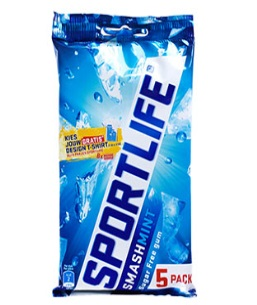 KIES
JOUW GRATIS*
DESIGN T-SHIRT
SPORTLIFE
SMASHMINT
Sugar Free gum
5 PACK